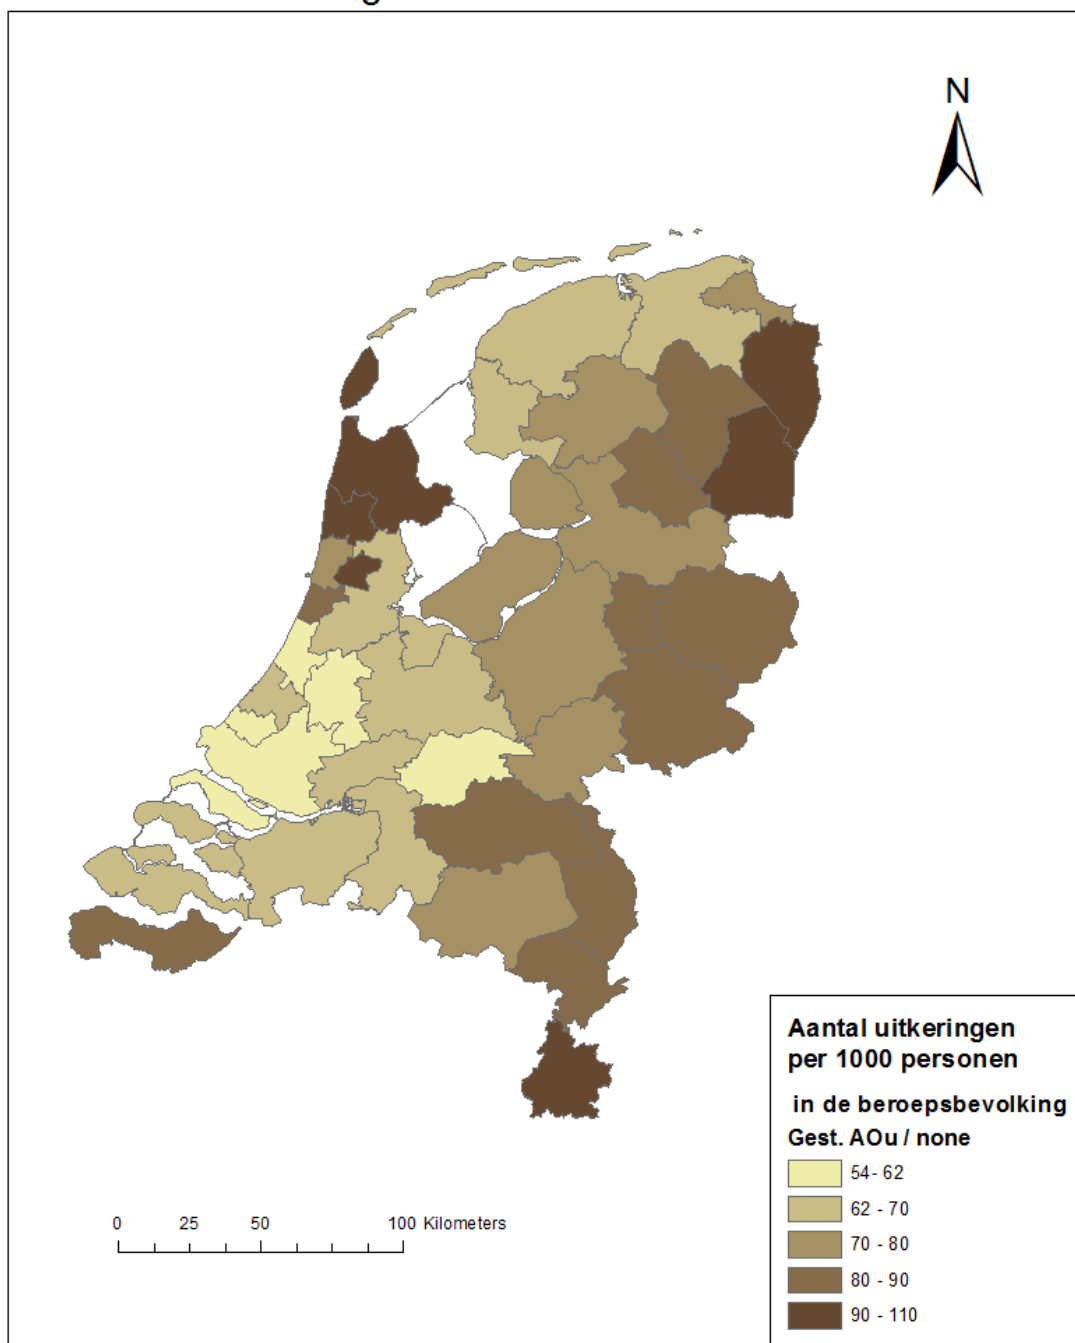 N
Aantal uitkeringen
per 1000 personen
in de beroepsbevolking
Gest. AOu / none
54- 62
62 - 70
70 - 80
80 - 90
90 - 110
0 25 50 100 Kilometers